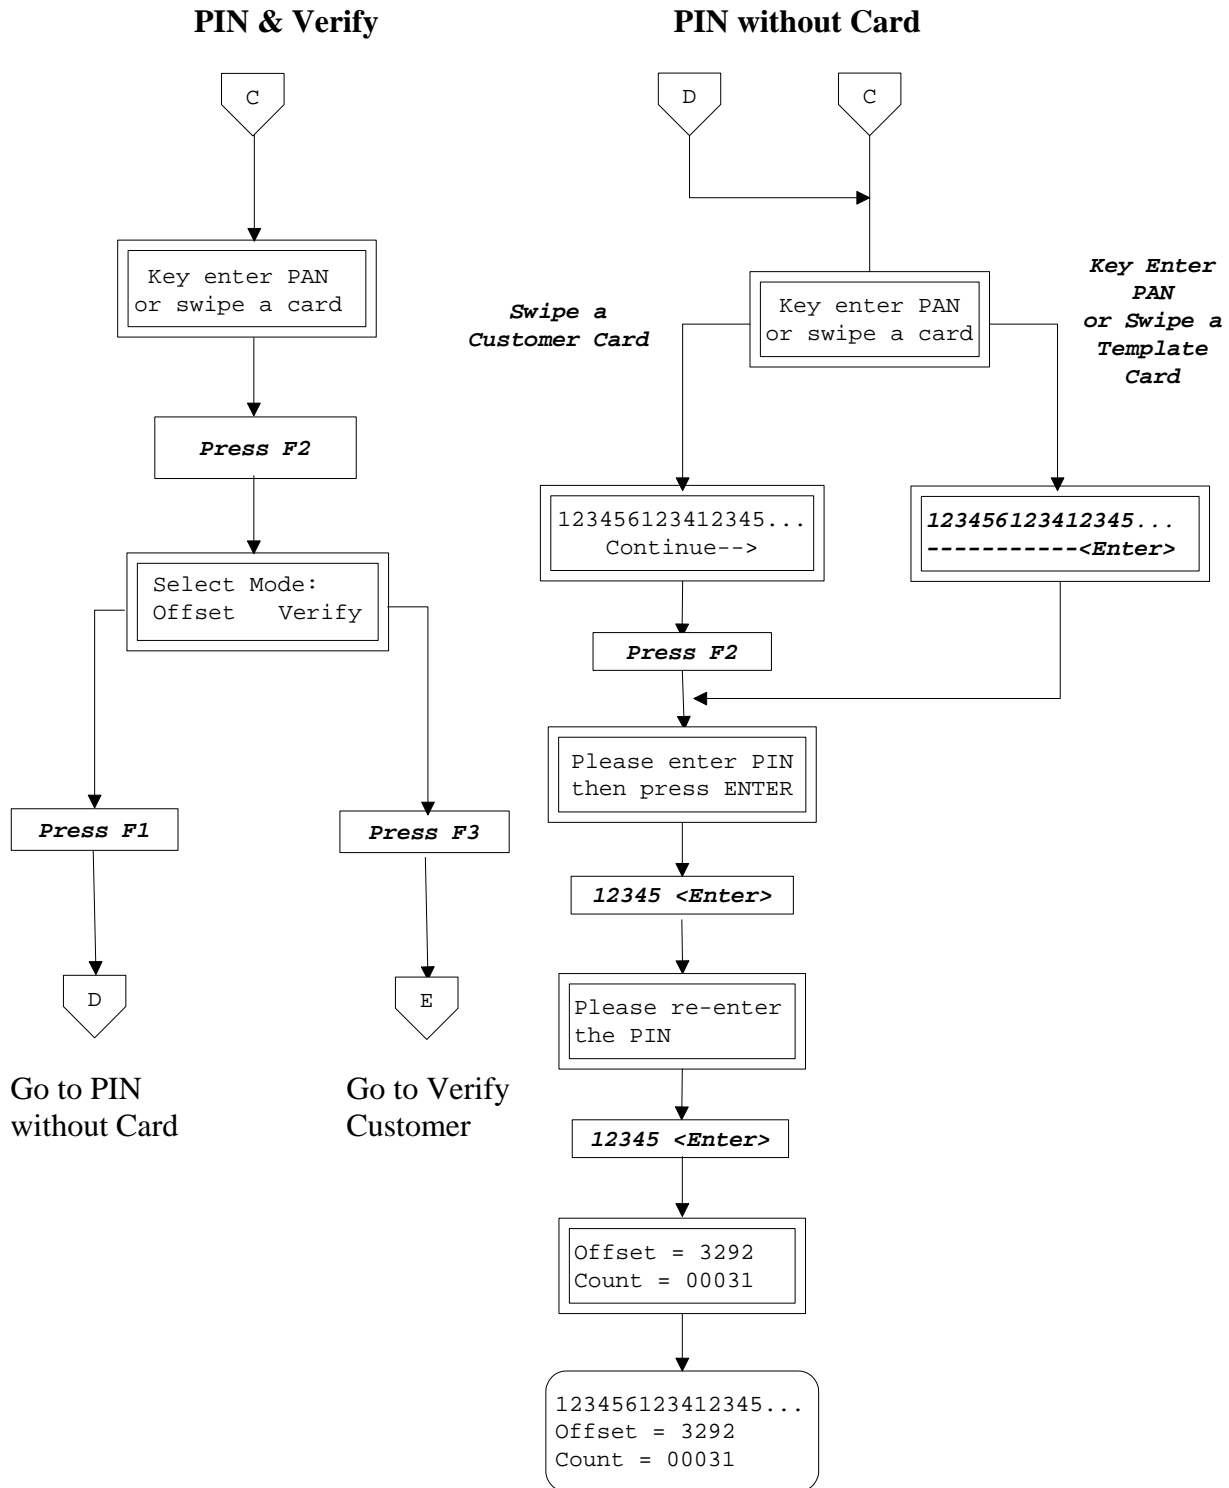 PIN & Verify
C
Key enter PAN
or swipe a card
Press F2
Select Mode:
Offset Verify
Press F1
Press F3
D
E
Go to PIN
without Card
Go to Verify
Customer
PIN without Card
D
C
Key enter PAN
or swipe a card
Swipe a
Customer Card
Key Enter
PAN
or Swipe a
Template
Card
123456123412345...
Continue-->
123456123412345...
-----------<Enter>
Press F2
Please enter PIN
then press ENTER
12345 <Enter>
Please re-enter
the PIN
12345 <Enter>
Offset = 3292
Count = 00031
123456123412345...
Offset = 3292
Count = 00031